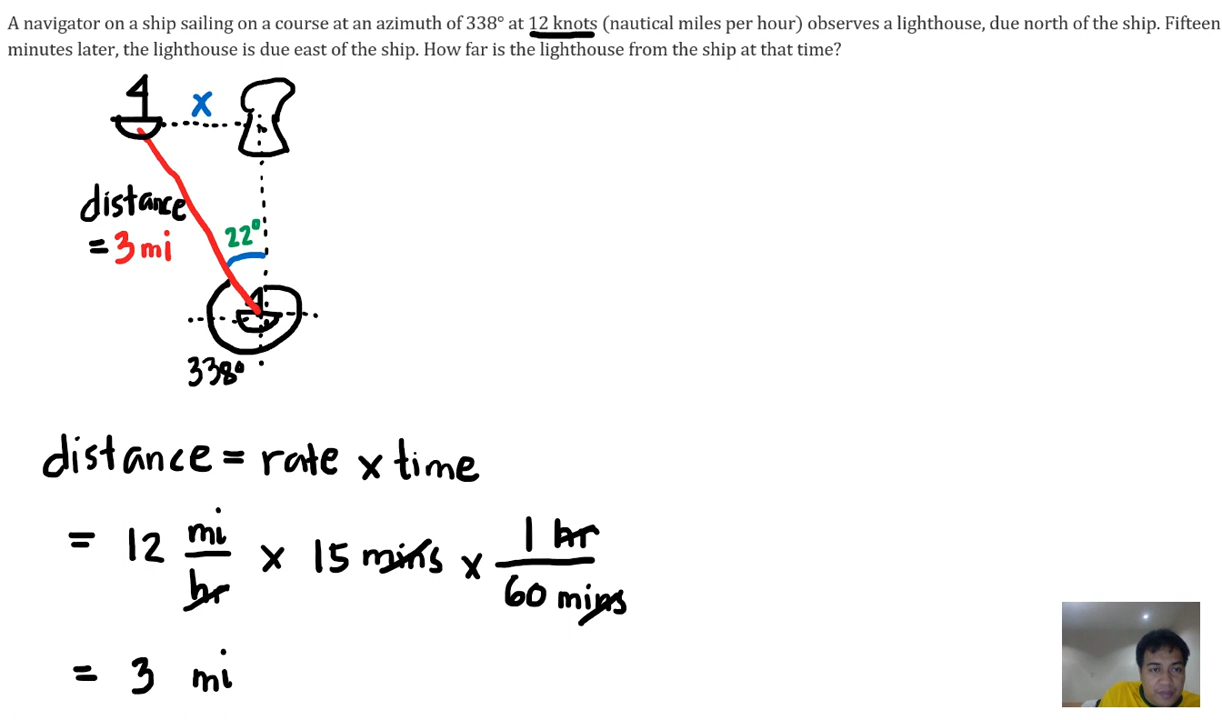 A navigator on a ship sailing on a course at an azimuth of 338° at 12 knots (nautical miles per hour) observes a lighthouse, due north of the ship. Fifteen
minutes later, the lighthouse is due east of the ship. How far is the lighthouse from the ship at that time?
x
distance
= 3 mi
22°
338°
distance = rate x time
= 12 mi/hr x 15 mins x 1 hr/60 mins
= 3 mi